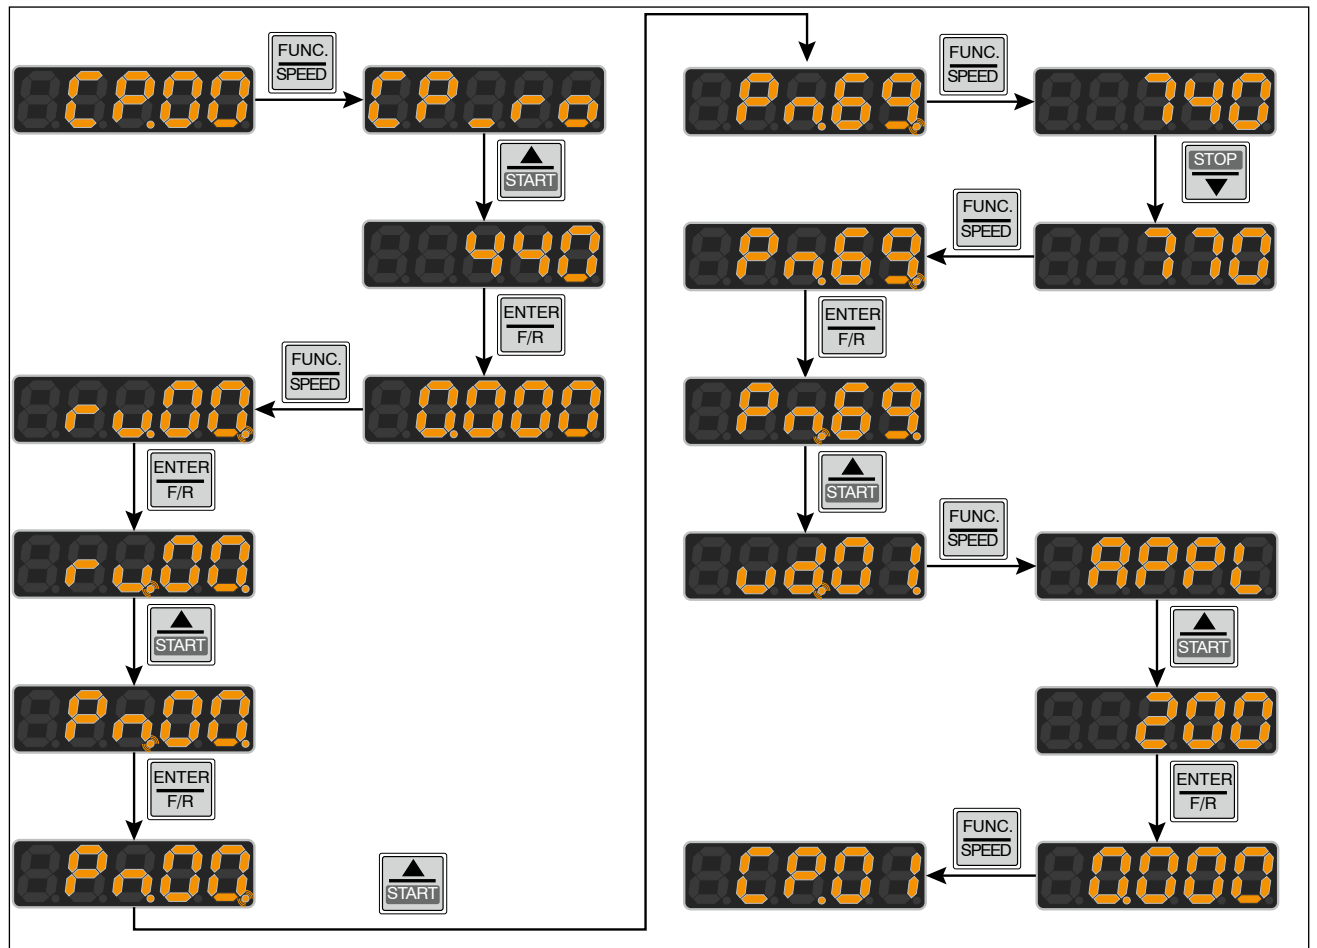 CP.00
FUNC.
SPEED
CP_ro
START
440
ENTER
F/R
0.000
FUNC.
SPEED
ru.00.
ENTER
F/R
ru.00.
START
Pn.00.
ENTER
F/R
Pn.00.
START
Pn.69.
FUNC.
SPEED
740
STOP
770
FUNC.
SPEED
Pn.69.
ENTER
F/R
Pn.69.
START
ud.01.
FUNC.
SPEED
APPL
START
200
ENTER
F/R
0.000
FUNC.
SPEED
CP.01